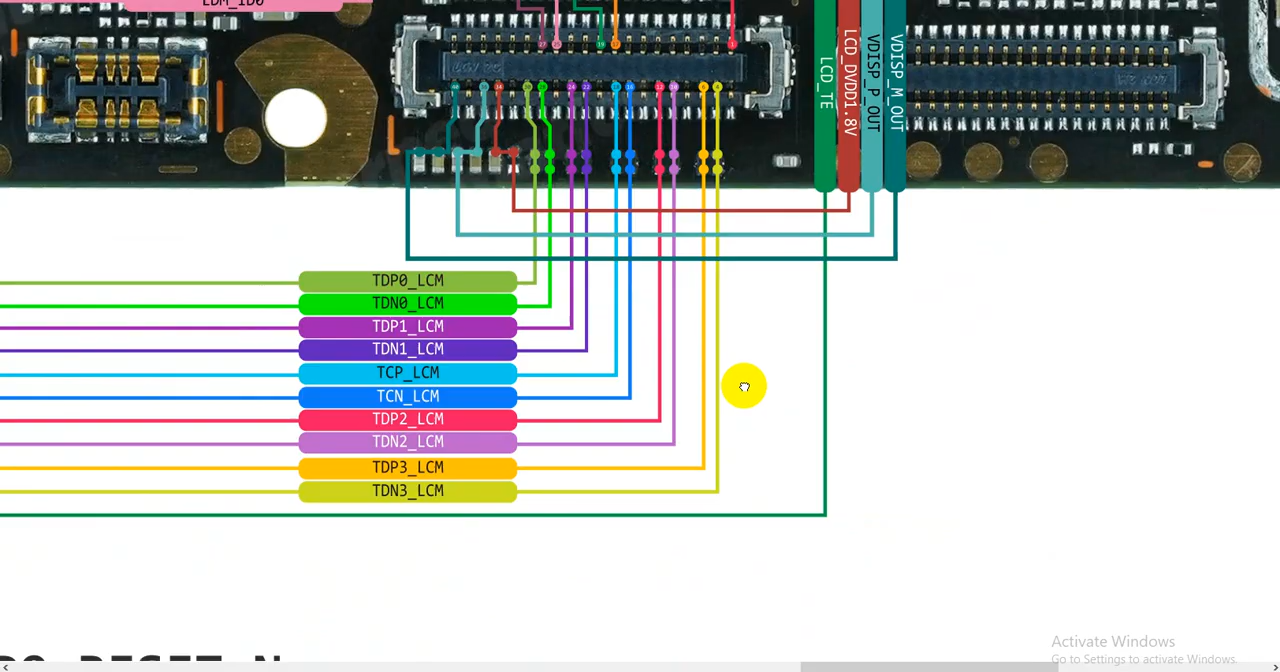 LDM_ID0
LCD_TE
LCD_DVDD1.8V
VDISP_P_OUT
VDISP_M_OUT
TDP0_LCM
TDN0_LCM
TDP1_LCM
TDN1_LCM
TCP_LCM
TCN_LCM
TDP2_LCM
TDN2_LCM
TDP3_LCM
TDN3_LCM
Activate Windows
Go to Settings to activate Windows.